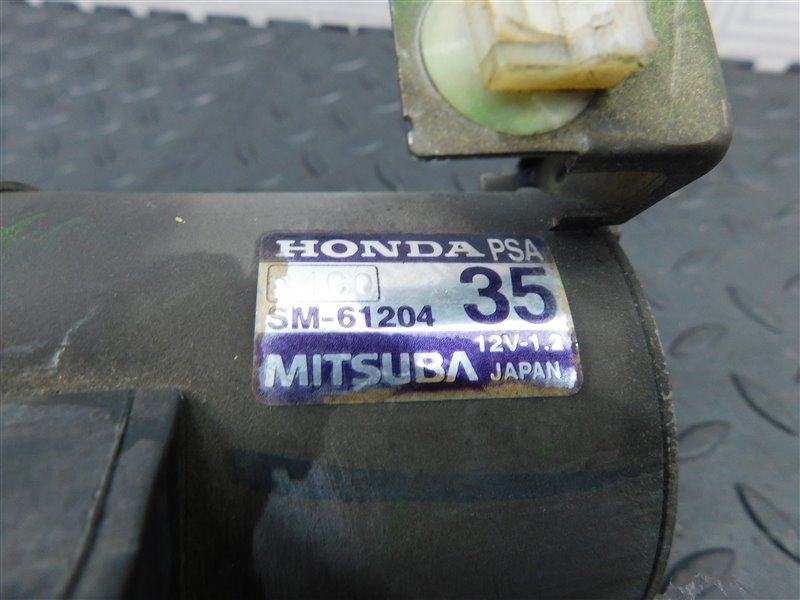 HONDA PSA
35
SM-61204
12V-1.2
MITSUBA JAPAN